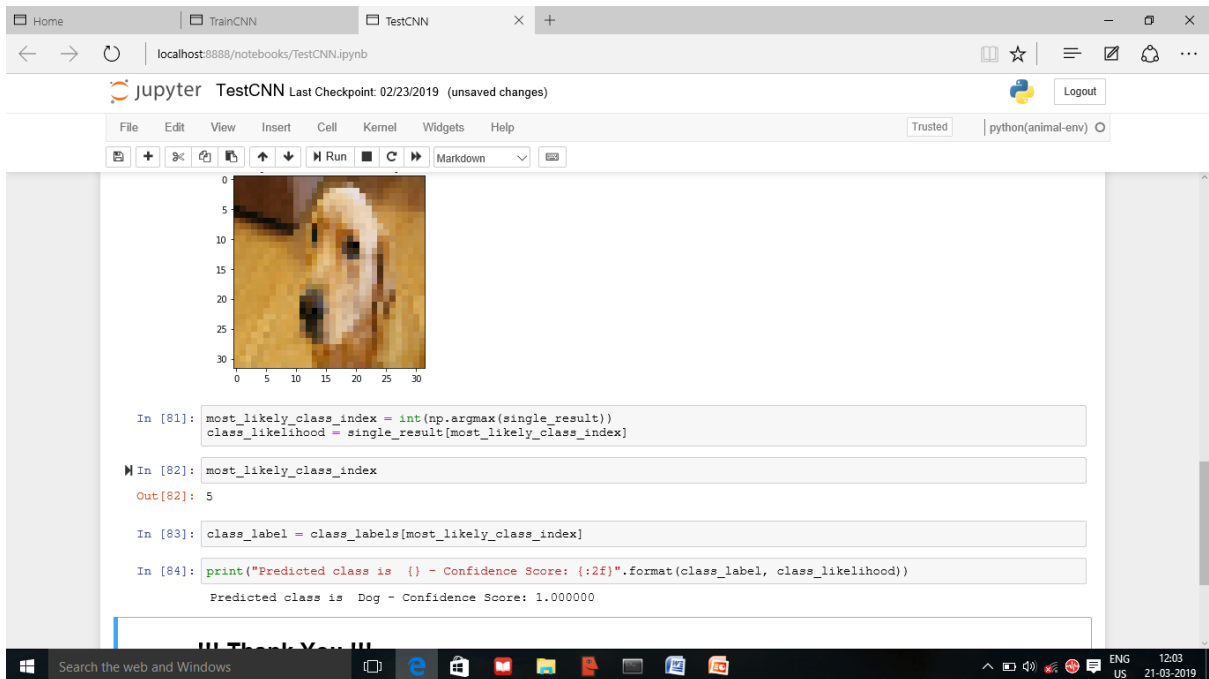 Home
TrainCNN
TestCNN
localhost:8888/notebooks/TestCNN.ipynb
jupyter TestCNN Last Checkpoint: 02/23/2019 (unsaved changes)
Logout
File Edit View Insert Cell Kernel Widgets Help
Trusted
python(animal-env)
Run
Markdown
0
5
10
15
20
25
30
0 5 10 15 20 25 30
In [81]: most_likely_class_index = int(np.argmax(single_result))
class_likelihood = single_result[most_likely_class_index]
In [82]: most_likely_class_index
Out[82]: 5
In [83]: class_label = class_labels[most_likely_class_index]
In [84]: print("Predicted class is  {} - Confidence Score: {:2f}".format(class_label, class_likelihood))
Predicted class is  Dog - Confidence Score: 1.000000
!!! Thank You !!!
Search the web and Windows
ENG 12:03
US 21-03-2019